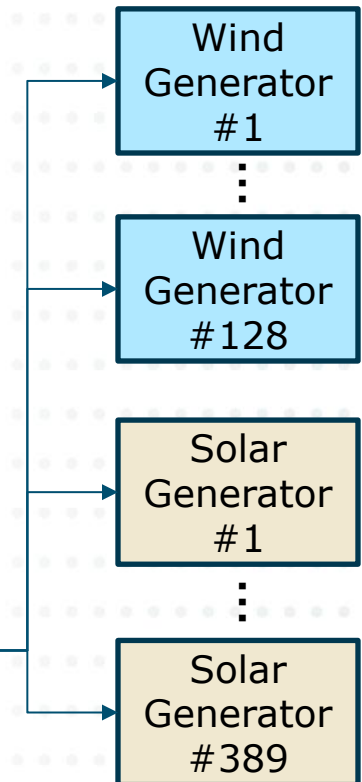 Wind
Generator
#1
⋮
Wind
Generator
#128
Solar
Generator
#1
⋮
Solar
Generator
#389